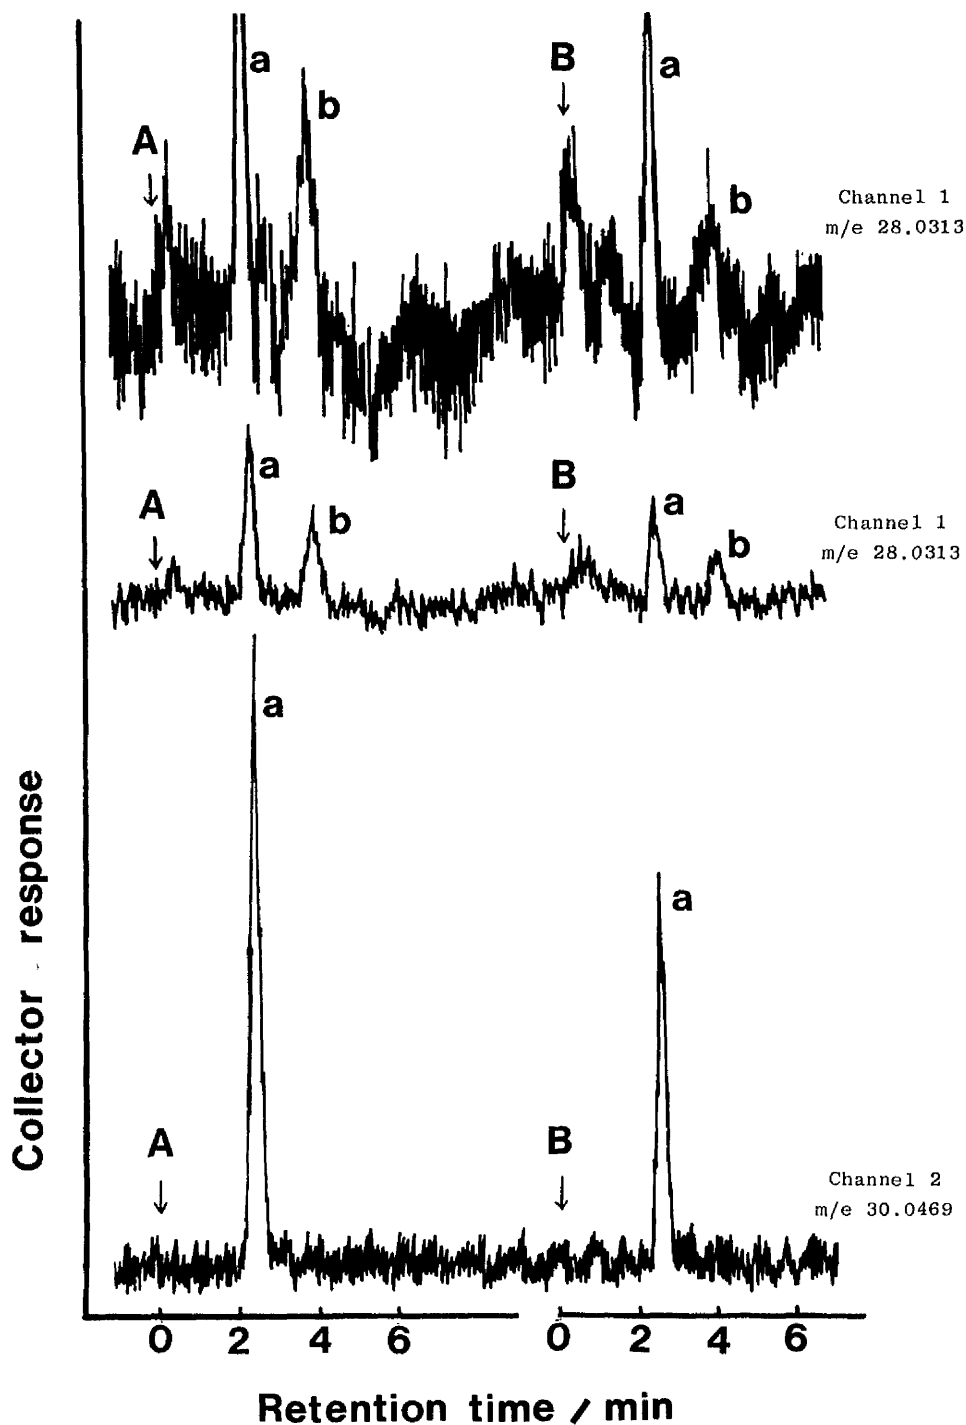 a
b
A
B
a
b
Channel 1
m/e 28.0313
A
a
b
B
a
b
Channel 1
m/e 28.0313
a
a
A
B
Channel 2
m/e 30.0469
Collector response
0 2 4 6 0 2 4 6
Retention time / min